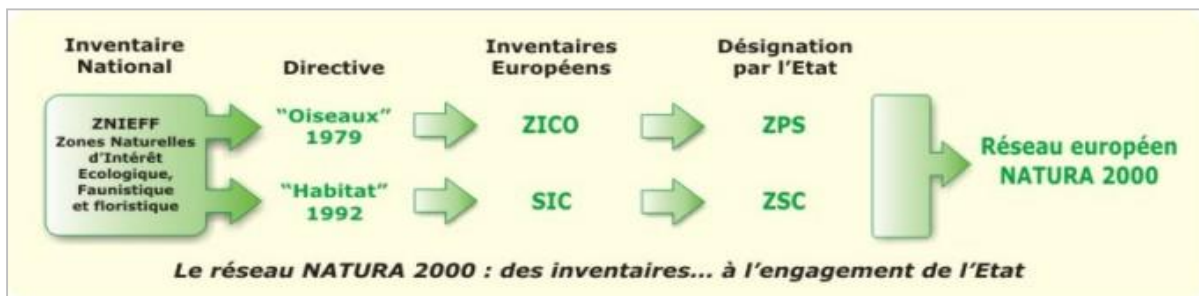 Inventaire
National
Directive
Inventaires
Européens
Désignation
par l'Etat
ZNIEFF
Zones Naturelles
d'Intérêt
Ecologique,
Faunistique
et floristique
"Oiseaux"
1979
ZICO
ZPS
"Habitat"
1992
SIC
ZSC
Réseau européen
NATURA 2000
Le réseau NATURA 2000 : des inventaires... à l'engagement de l'Etat